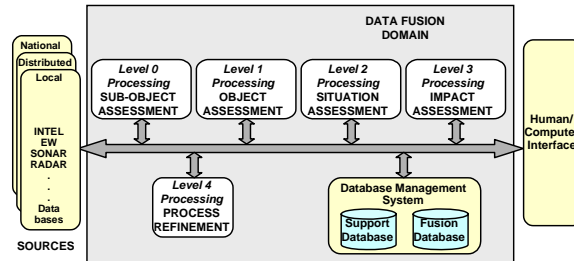 DATA FUSION
DOMAIN
National
Distributed
Local
INTEL
EW
SONAR
RADAR
.
.
.
Data
bases
SOURCES
Level 0
Processing
SUB-OBJECT
ASSESSMENT
Level 1
Processing
OBJECT
ASSESSMENT
Level 2
Processing
SITUATION
ASSESSMENT
Level 3
Processing
IMPACT
ASSESSMENT
Human/
Computer
Interface
Level 4
Processing
PROCESS
REFINEMENT
Database Management
System
Support
Database
Fusion
Database